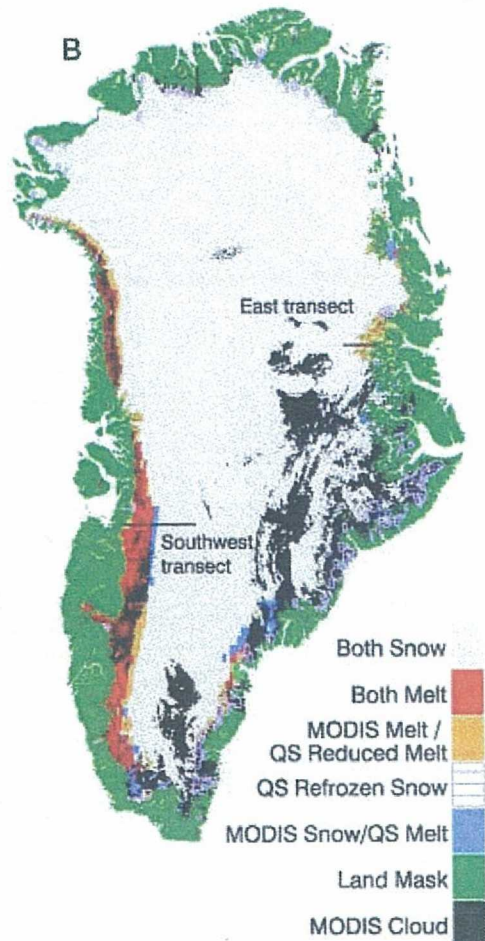 B
East transect
Southwest
transect
Both Snow
Both Melt
MODIS Melt /
QS Reduced Melt
QS Refrozen Snow
MODIS Snow/QS Melt
Land Mask
MODIS Cloud